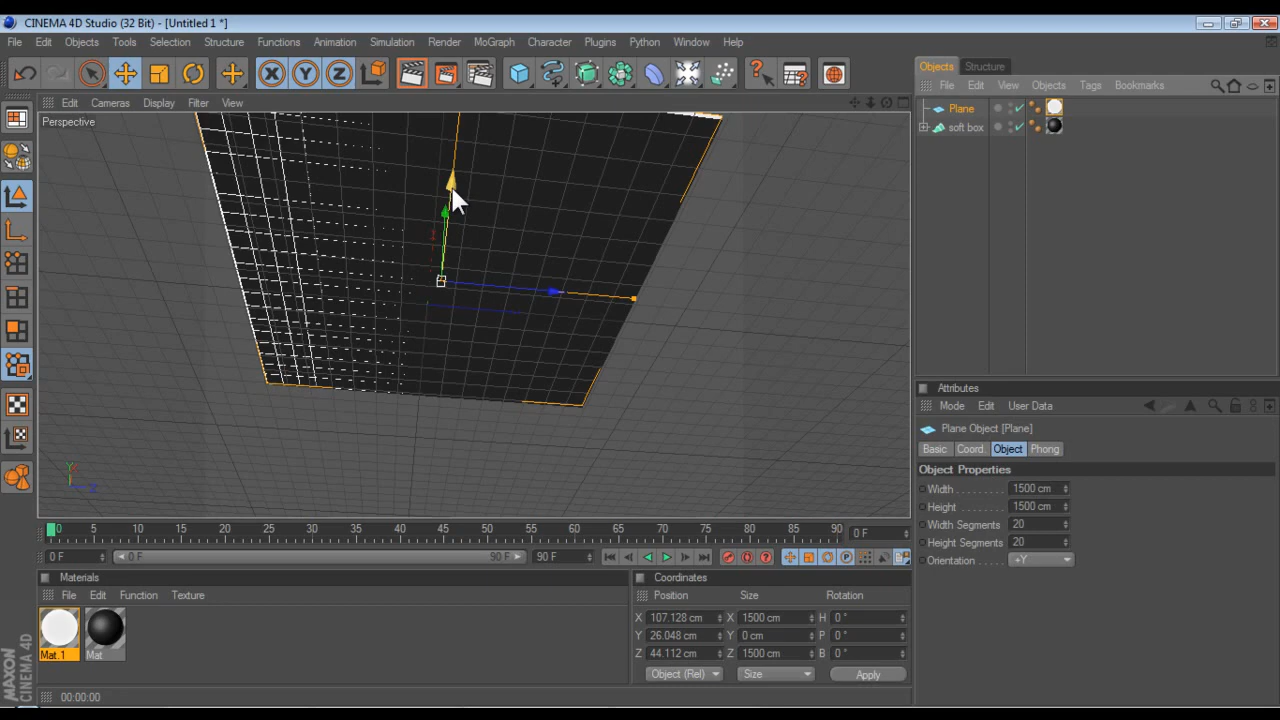 CINEMA 4D Studio (32 Bit) - [Untitled 1 *]
File Edit Objects Tools Selection Structure Functions Animation Simulation Render MoGraph Character Plugins Python Window Help
X Y Z
Objects Structure
File Edit View Objects Tags Bookmarks
Edit Cameras Display Filter View
Perspective
Plane
soft box
Attributes
Mode Edit User Data
Plane Object [Plane]
Basic Coord. Object Phong
Object Properties
Width . . . . . . . . 1500 cm
Height . . . . . . . 1500 cm
Width Segments 20
Height Segments 20
Orientation . . . . . +Y
Y
Z
0 5 10 15 20 25 30 35 40 45 50 55 60 65 70 75 80 85 90 0 F
0 F 0 F 90 F 90 F
Materials
File Edit Function Texture
Mat.1 Mat
Coordinates
Position Size Rotation
X 107.128 cm X 1500 cm H 0 °
Y 26.048 cm Y 0 cm P 0 °
Z 44.112 cm Z 1500 cm B 0 °
Object (Rel) Size Apply
MAXON
CINEMA 4D
00:00:00